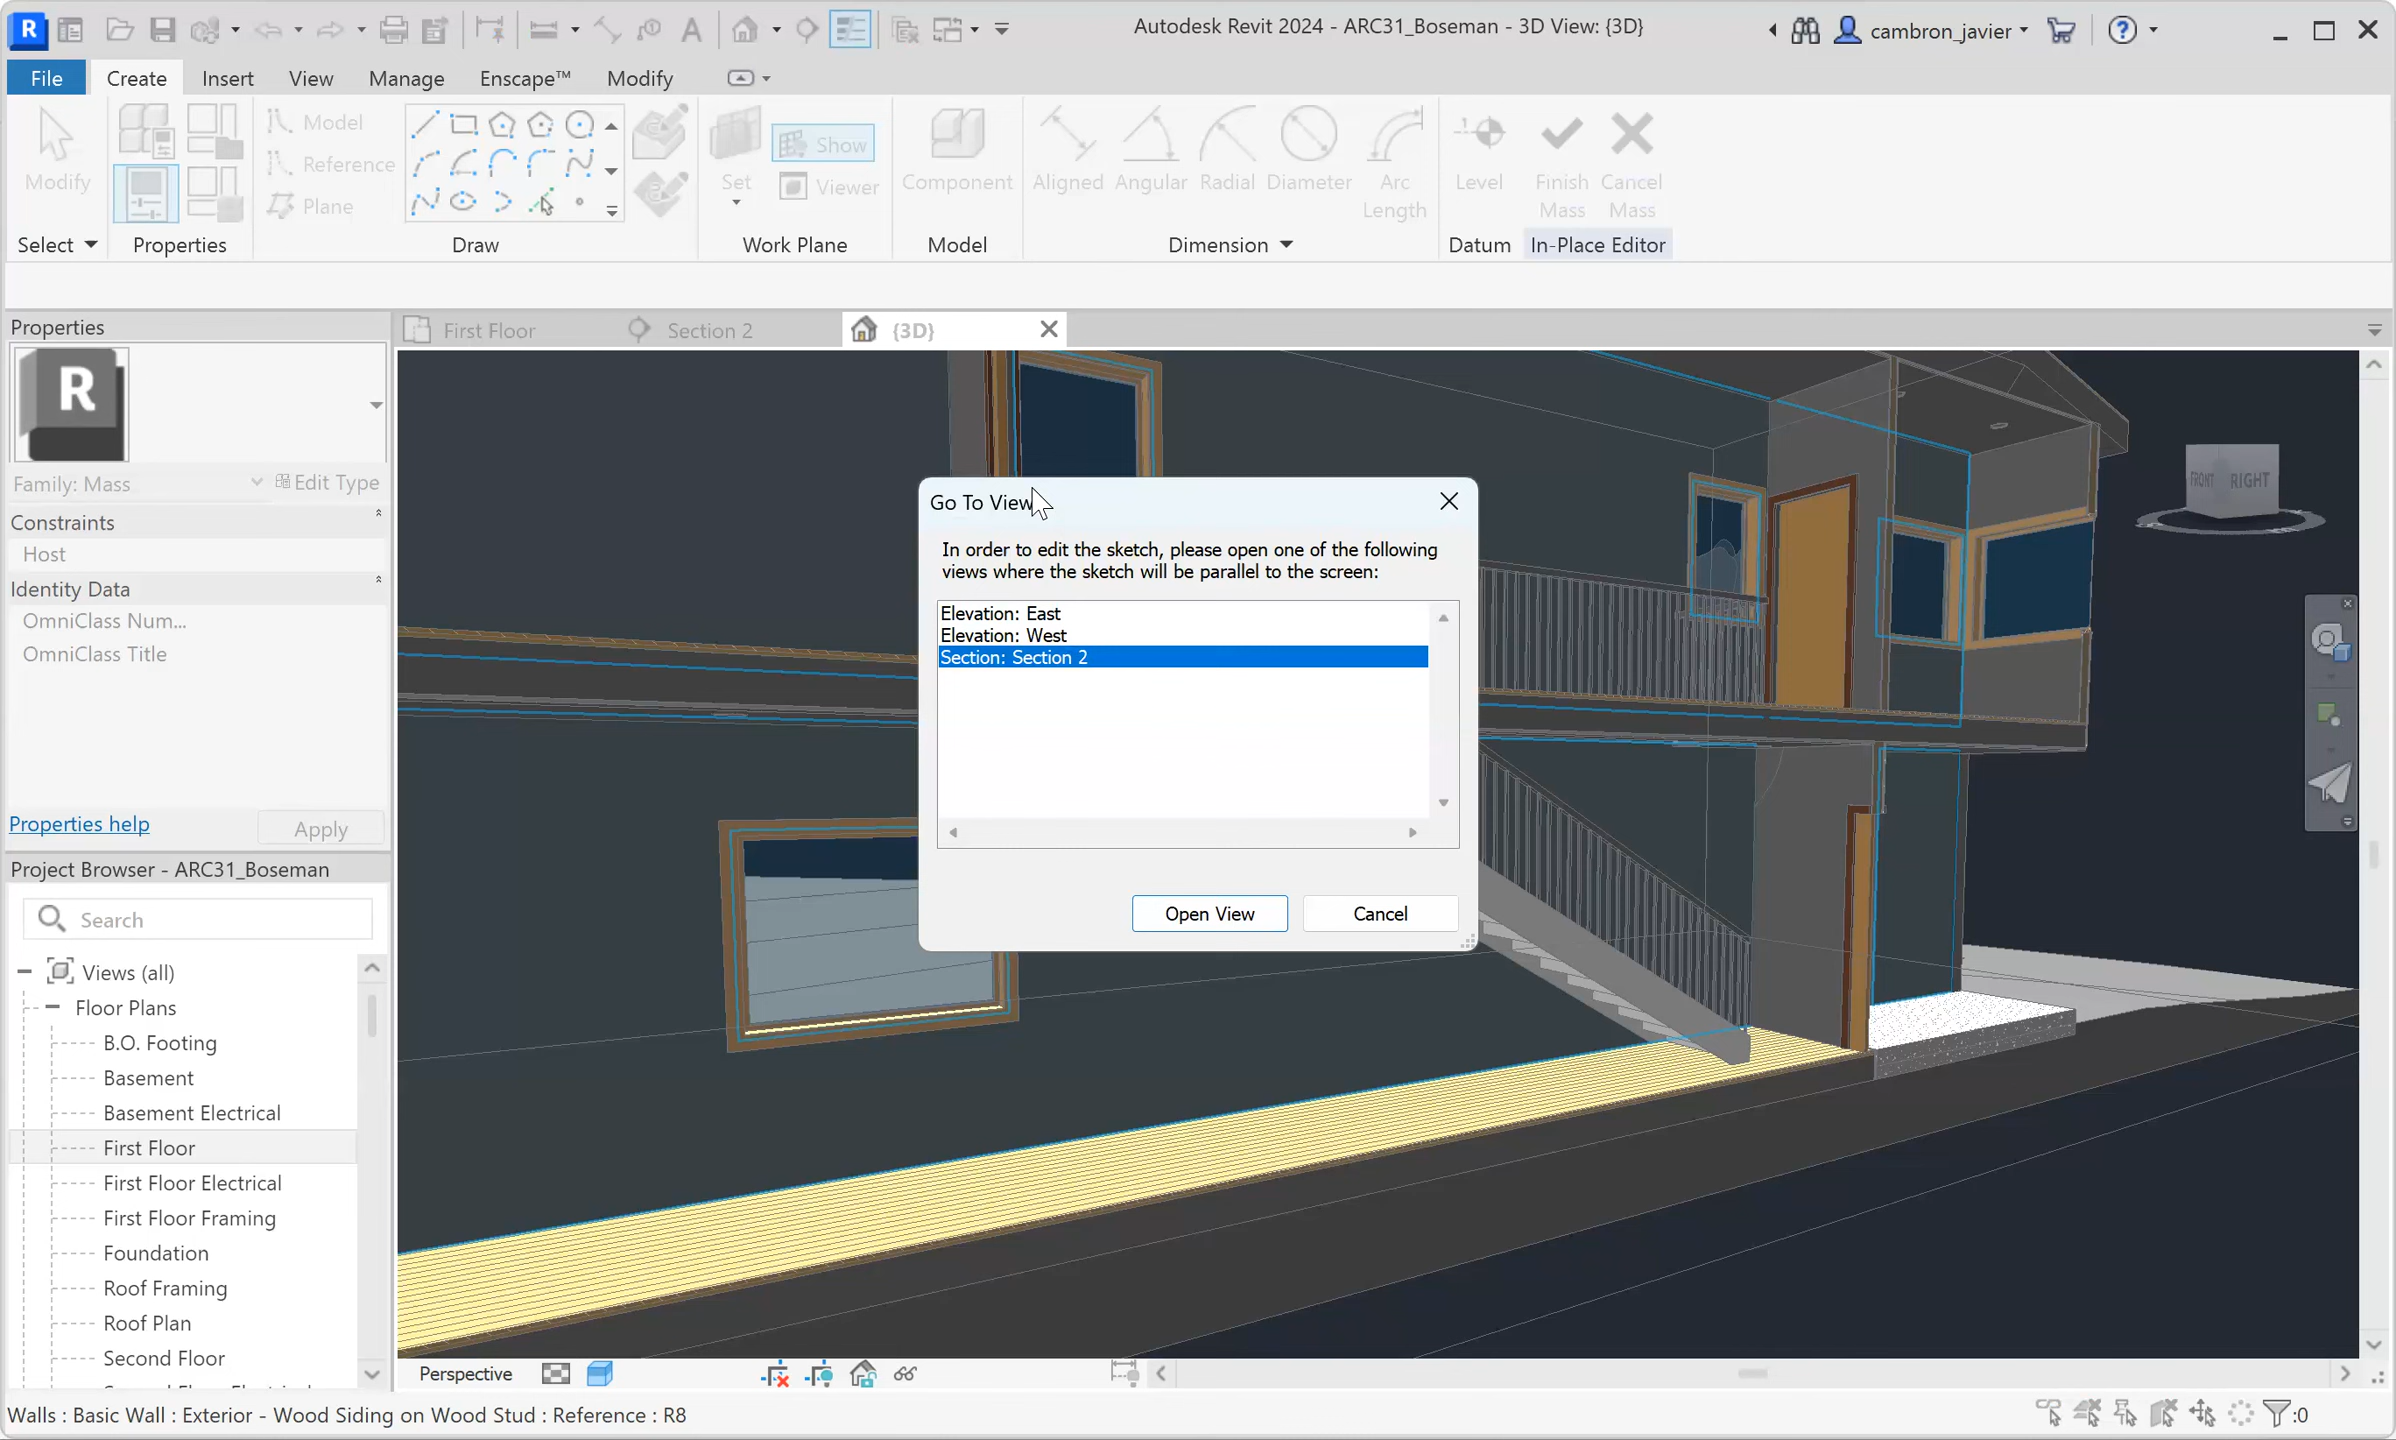 R
Autodesk Revit 2024 - ARC31_Boseman - 3D View: {3D}
cambron_javier
File
Create
Insert
View
Manage
Enscape™
Modify
Modify
Model
Reference
Plane
Set
Show
Viewer
Component
Aligned
Angular
Radial
Diameter
Arc
Length
Level
Finish
Mass
Cancel
Mass
Select
Properties
Draw
Work Plane
Model
Dimension
Datum
In-Place Editor
Properties
First Floor
Section 2
{3D}
R
Family: Mass
Edit Type
Constraints
Host
Identity Data
OmniClass Num...
OmniClass Title
Properties help
Apply
Project Browser - ARC31_Boseman
Search
Views (all)
Floor Plans
B.O. Footing
Basement
Basement Electrical
First Floor
First Floor Electrical
First Floor Framing
Foundation
Roof Framing
Roof Plan
Second Floor
Go To View
In order to edit the sketch, please open one of the following
views where the sketch will be parallel to the screen:
Elevation: East
Elevation: West
Section: Section 2
Open View
Cancel
FRONT
RIGHT
Perspective
Walls : Basic Wall : Exterior - Wood Siding on Wood Stud : Reference : R8
:0